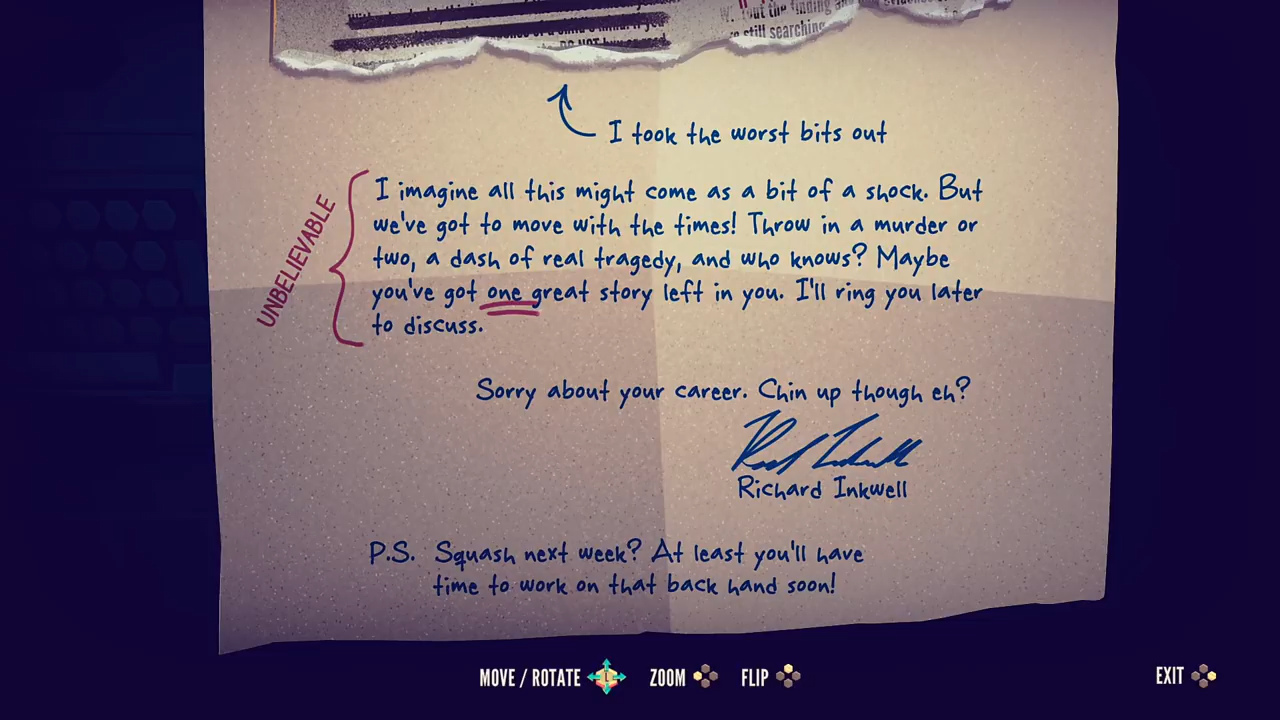 DO NOT
still searching
I took the worst bits out
I imagine all this might come as a bit of a shock. But
we've got to move with the times! Throw in a murder or
two, a dash of real tragedy, and who knows? Maybe
you've got one great story left in you. I'll ring you later
to discuss.
UNBELIEVABLE
Sorry about your career. Chin up though eh?
Richard Inkwell
P.S. Squash next week? At least you'll have
time to work on that back hand soon!
MOVE / ROTATE L ZOOM FLIP EXIT